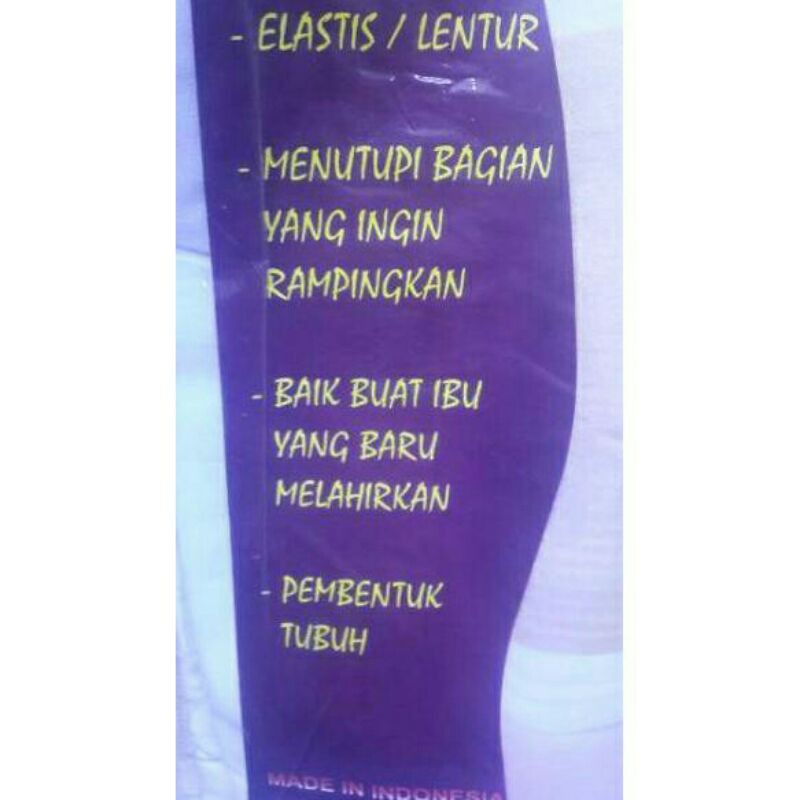 - ELASTIS / LENTUR
- MENUTUPI BAGIAN
YANG INGIN
RAMPINGKAN
- BAIK BUAT IBU
YANG BARU
MELAHIRKAN
- PEMBENTUK
TUBUH
MADE IN INDONESIA